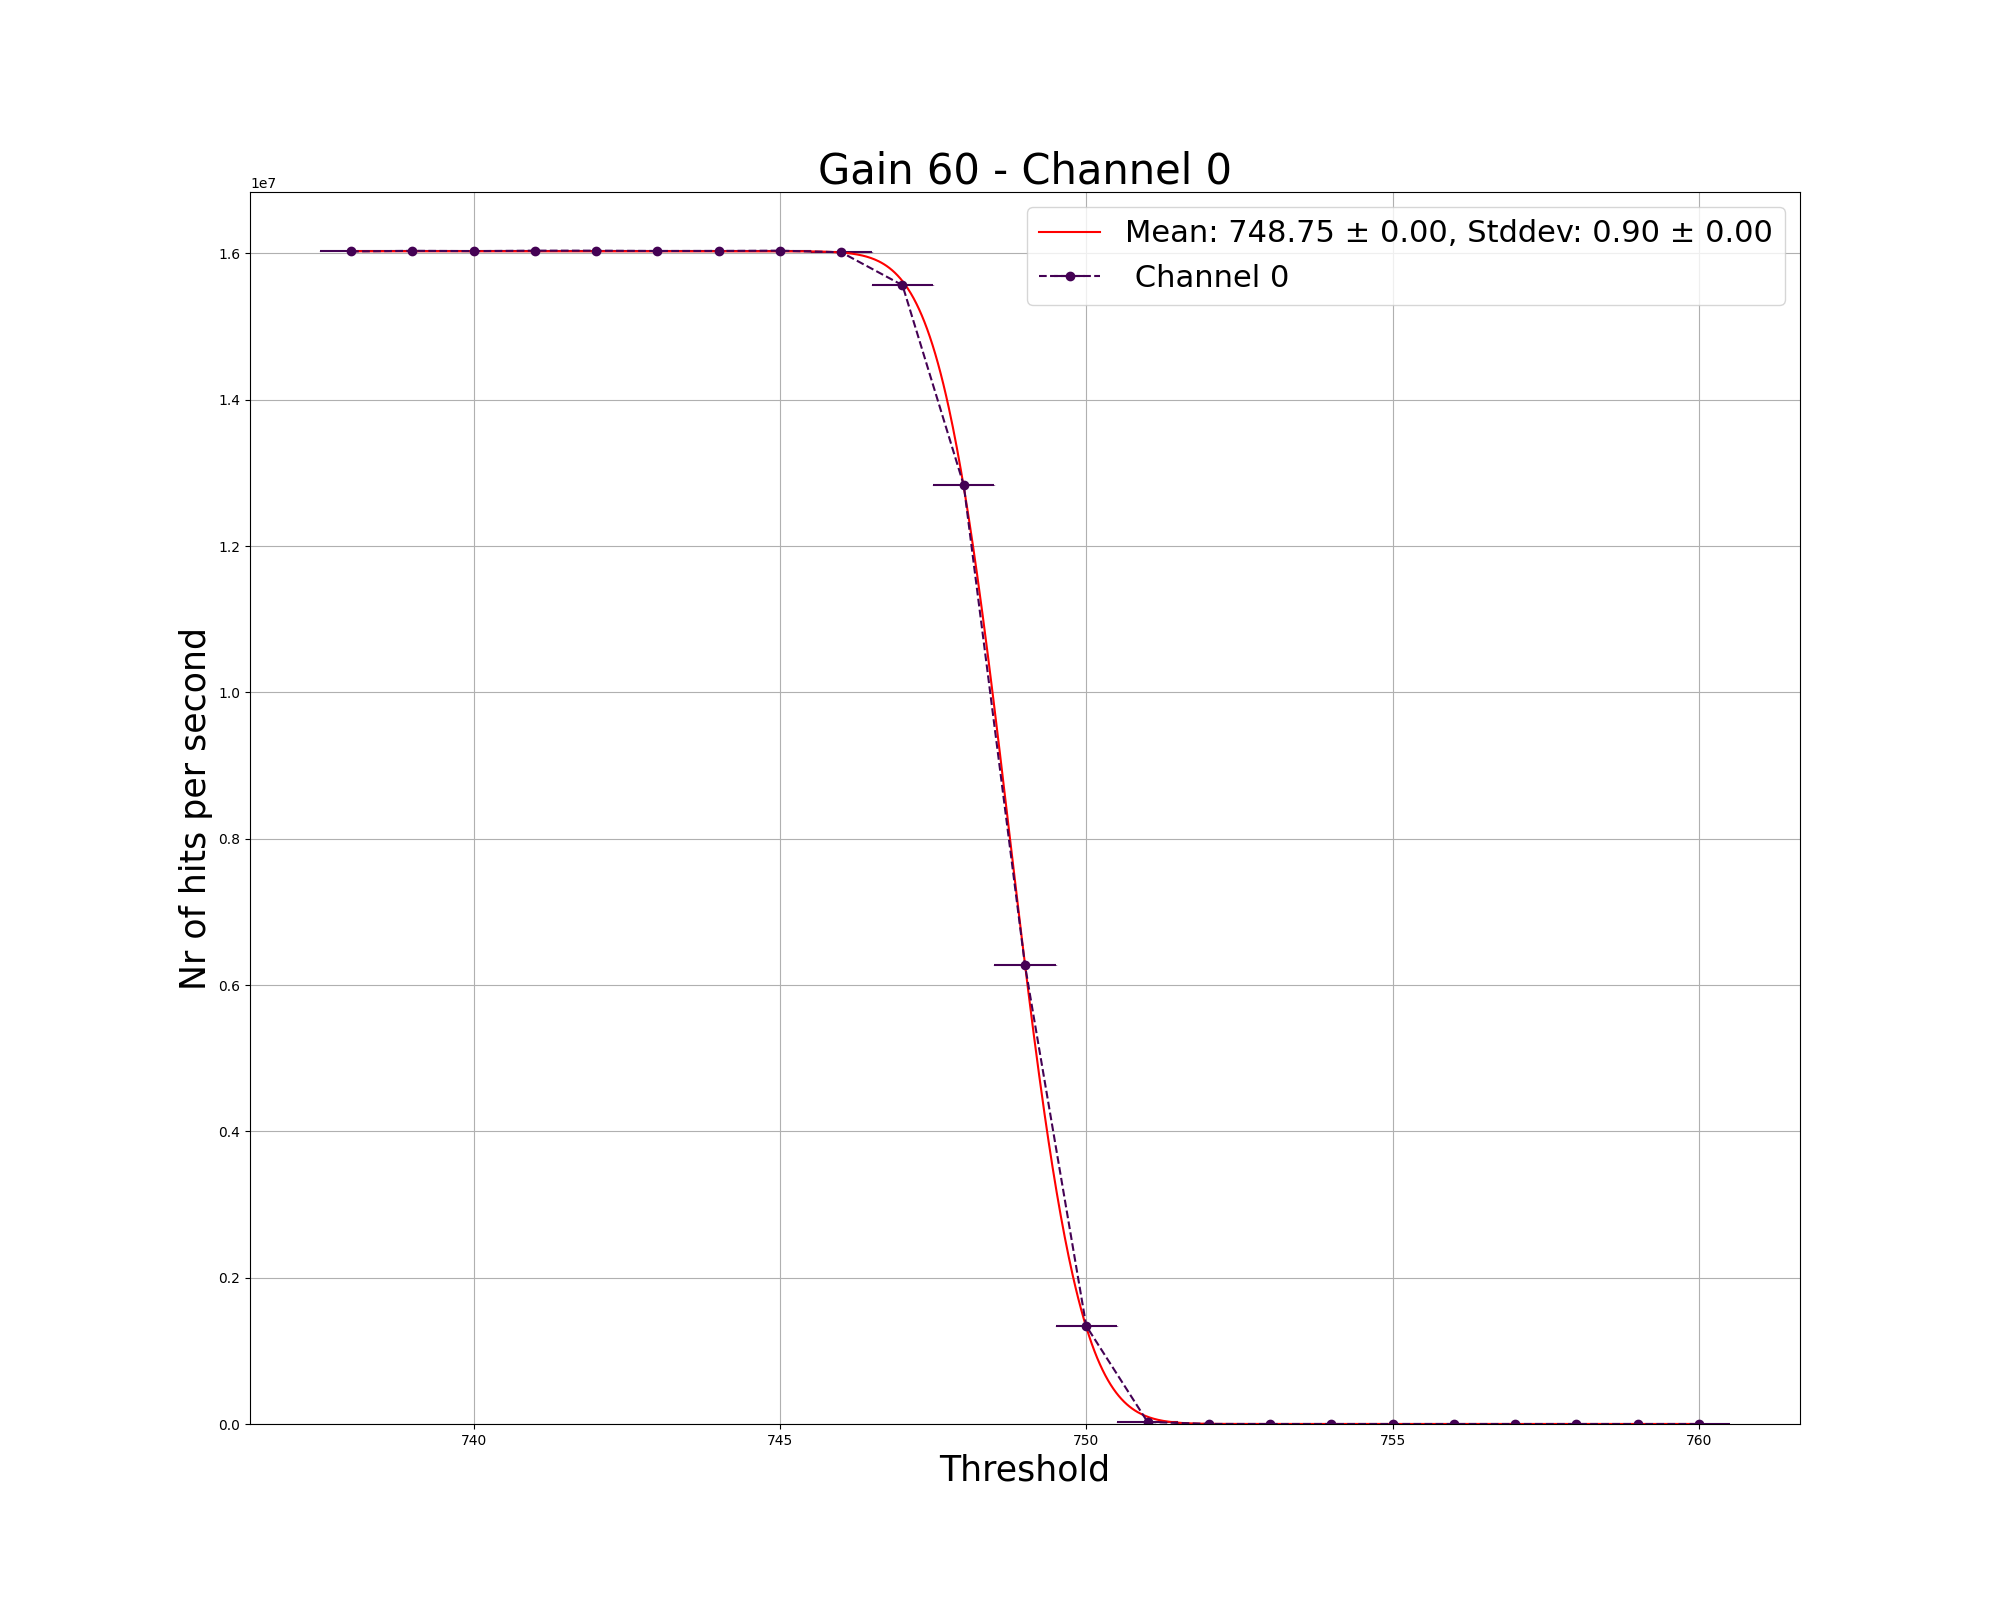 Gain 60 - Channel 0
1e7
Mean: 748.75 ± 0.00, Stddev: 0.90 ± 0.00
Channel 0
1.6
1.4
1.2
1.0
0.8
0.6
0.4
0.2
0.0
Nr of hits per second
740 745 750 755 760
Threshold